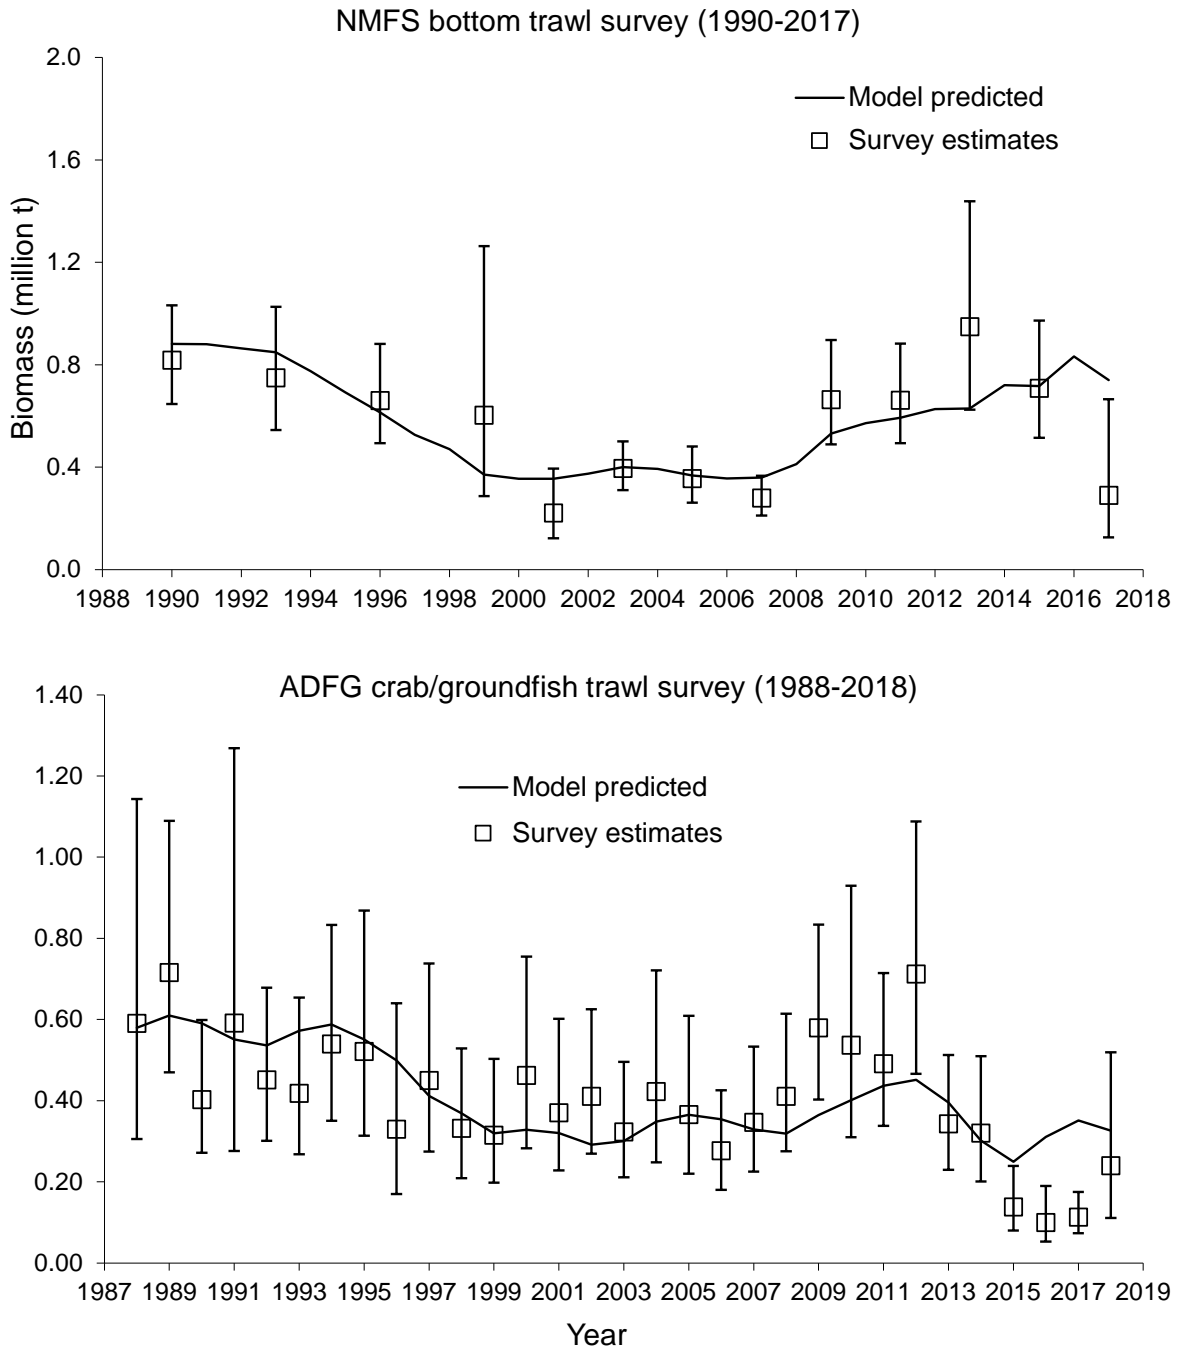 NMFS bottom trawl survey (1990-2017)
2.0
1.6
1.2
0.8
0.4
0.0
Biomass (million t)
Model predicted
Survey estimates
1988 1990 1992 1994 1996 1998 2000 2002 2004 2006 2008 2010 2012 2014 2016 2018
ADFG crab/groundfish trawl survey (1988-2018)
1.40
1.20
1.00
0.80
0.60
0.40
0.20
0.00
Model predicted
Survey estimates
1987 1989 1991 1993 1995 1997 1999 2001 2003 2005 2007 2009 2011 2013 2015 2017 2019
Year